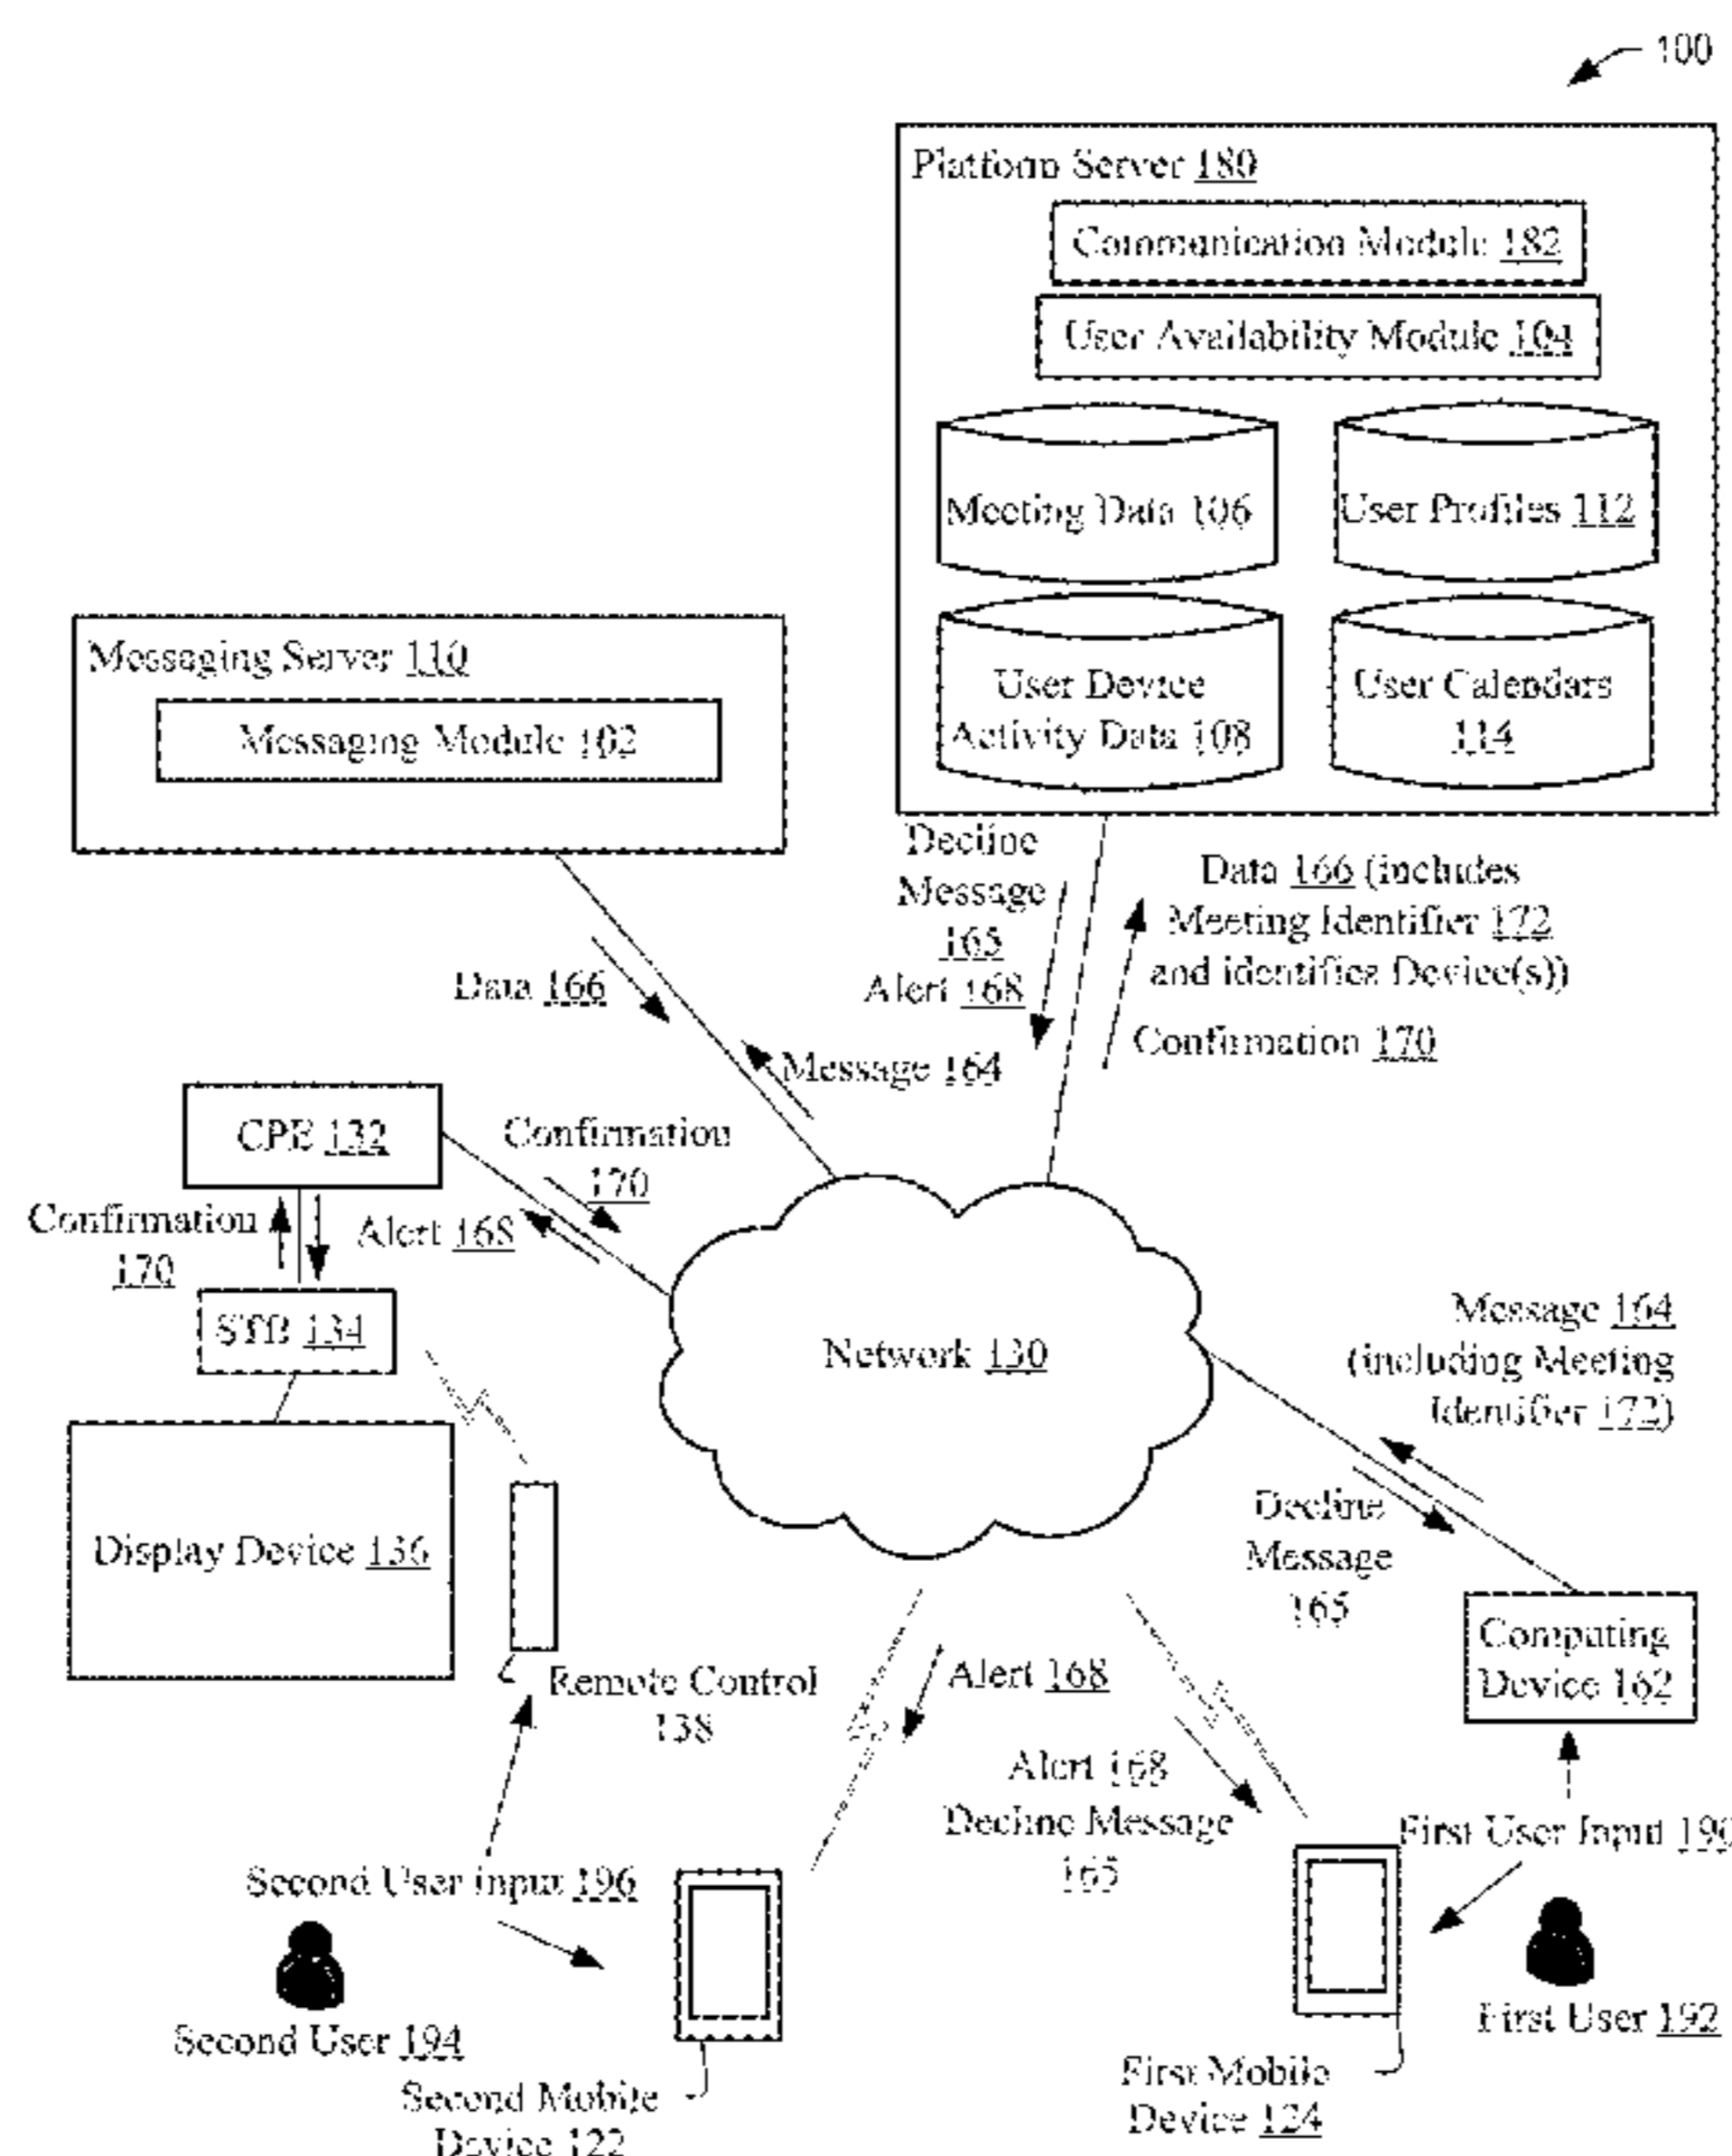 100
Platform Server 180
Communication Module 182
User Availability Module 104
Meeting Data 106
User Profiles 112
User Device
Activity Data 108
User Calendars
114
Messaging Server 110
Messaging Module 102
Decline
Message
165
Alert 168
Data 166 (includes
Meeting Identifier 172
and identifies Device(s))
Confirmation 170
Data 166
Message 164
CPE 132
Confirmation
170
Confirmation
170
Alert 168
STB 134
Network 130
Message 164
(including Meeting
Identifier 172)
Decline
Message
165
Display Device 136
Remote Control
138
Computing
Device 162
Alert 168
Alert 168
Decline Message
165
First User Input 190
Second User input 196
Second User 194
First User 192
Second Mobile
Device 122
First Mobile
Device 124